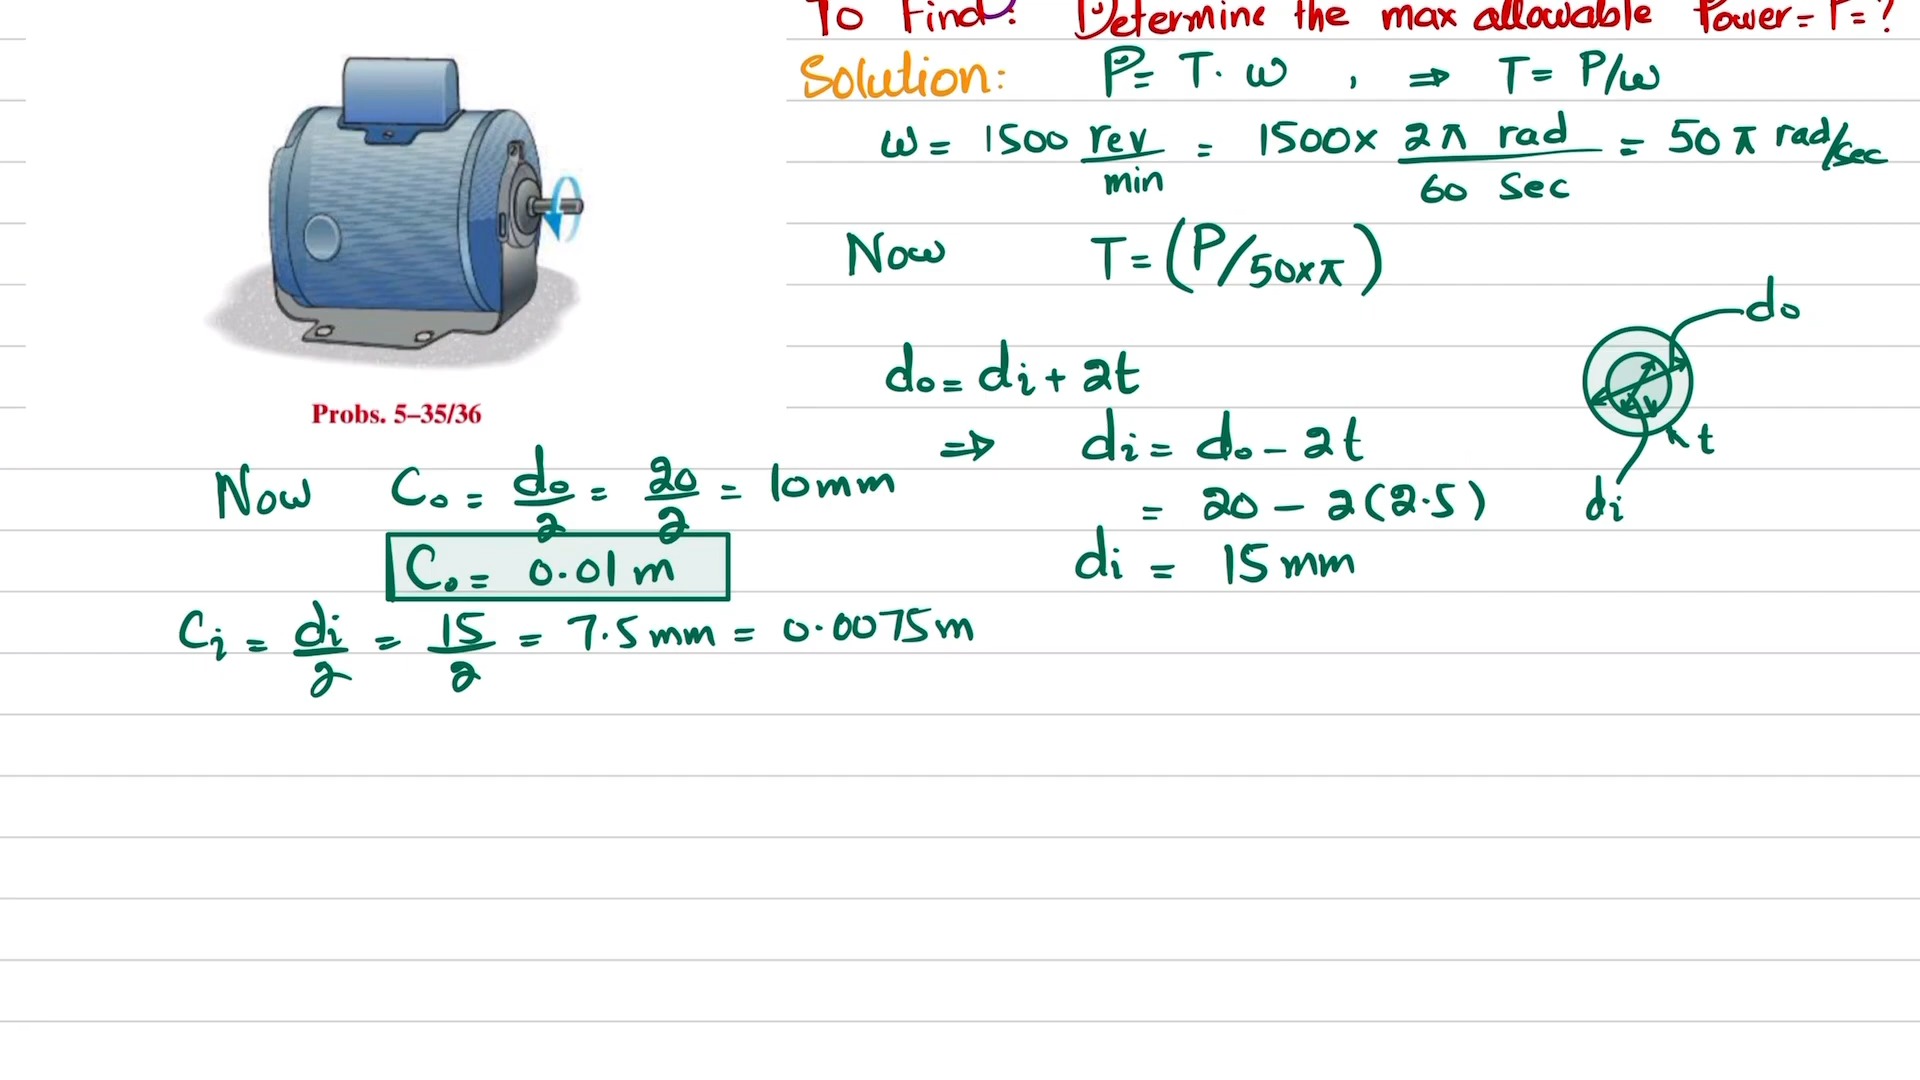 To Find: Determine the max allowable Power = P = ?
Solution: P = T. ω , ⇒ T = P/ω
ω = 1500 rev/min = 1500 x 2π rad/60 Sec = 50 π rad/sec
Now T = (P/50xπ)
do
do = di + 2t
t
di
⇒ di = do - 2t
= 20 - 2(2.5)
di = 15 mm
Probs. 5–35/36
Now Co = do/2 = 20/2 = 10mm
Co = 0.01 m
Ci = di/2 = 15/2 = 7.5 mm = 0.0075 m